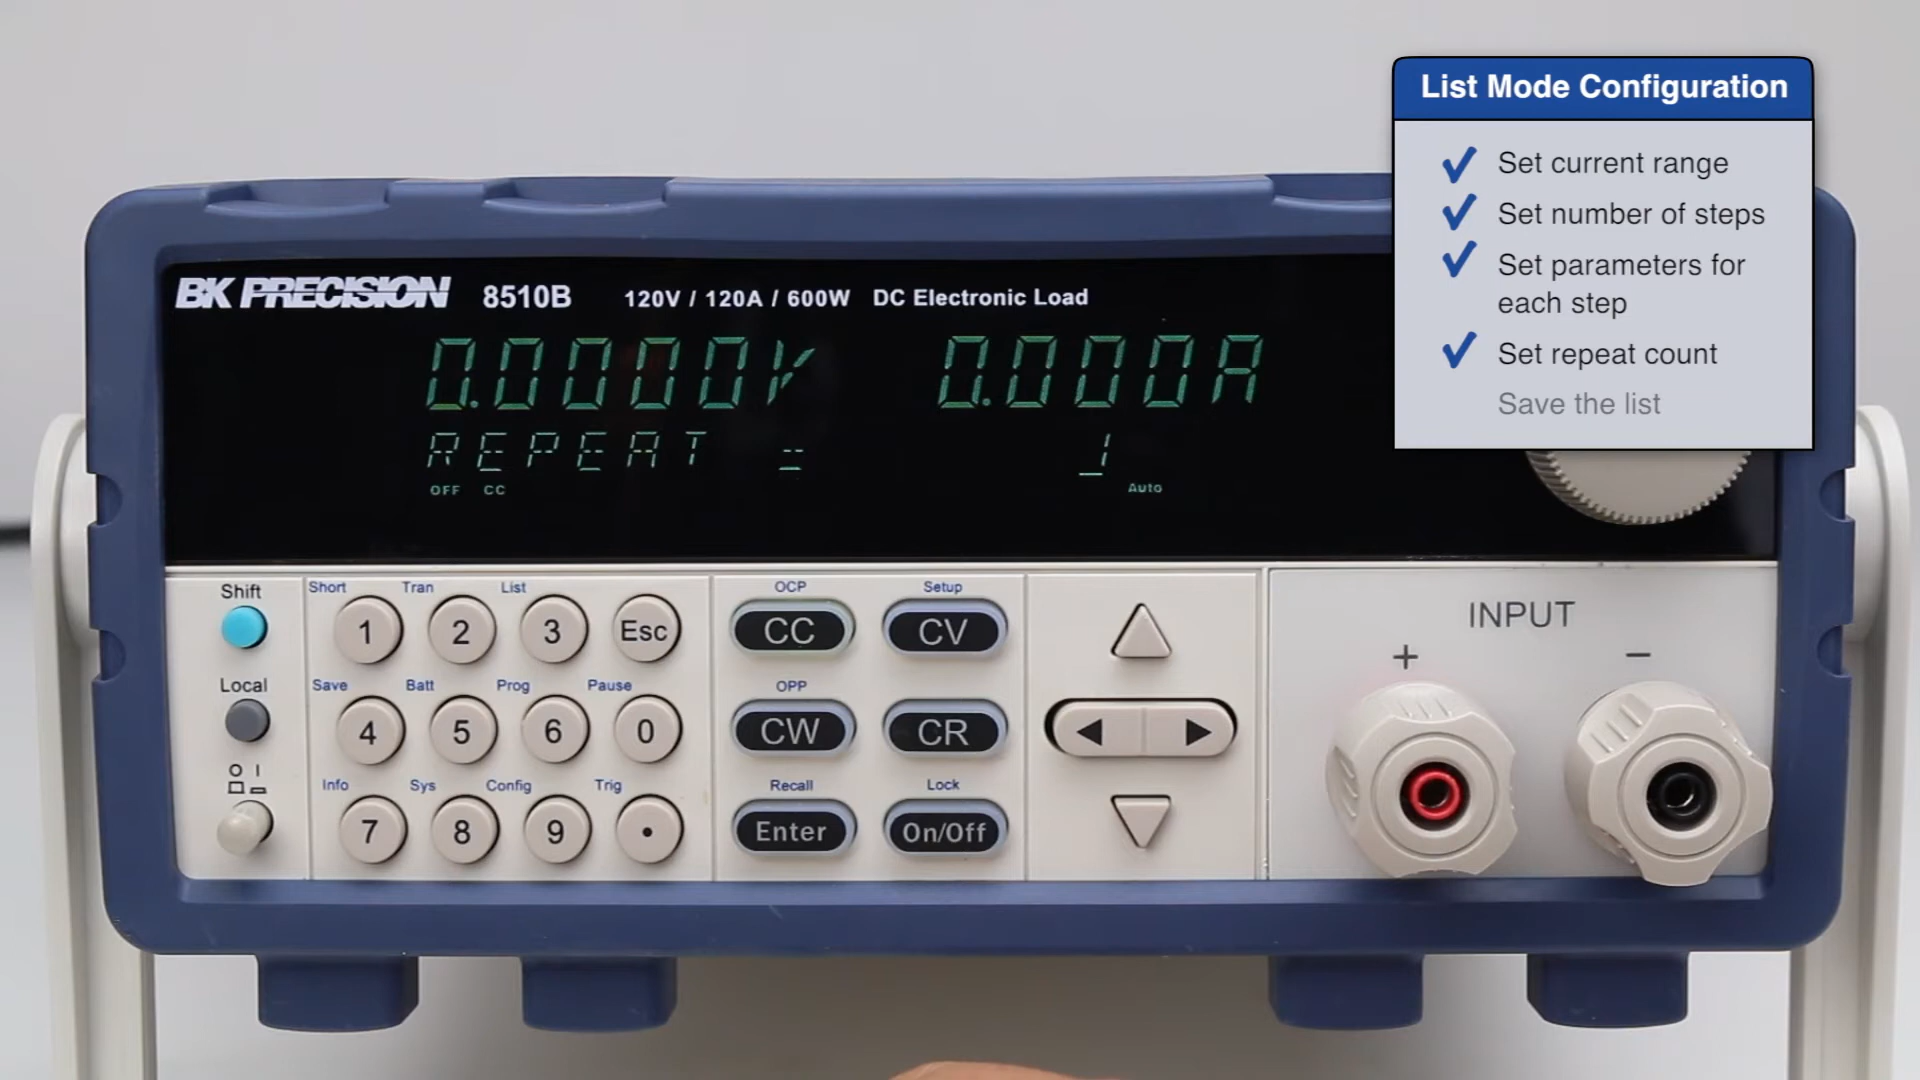 List Mode Configuration
Set current range
Set number of steps
Set parameters for
each step
Set repeat count
Save the list
BK PRECISION 8510B 120V / 120A / 600W DC Electronic Load
0.0000V 0.000A
REPEAT = 1
OFF CC Auto
Shift Short Tran List OCP Setup
1 2 3 Esc CC CV
INPUT
+ −
Local Save Batt Prog Pause OPP
4 5 6 0 CW CR
O I Info Sys Config Trig Recall Lock
7 8 9 • Enter On/Off